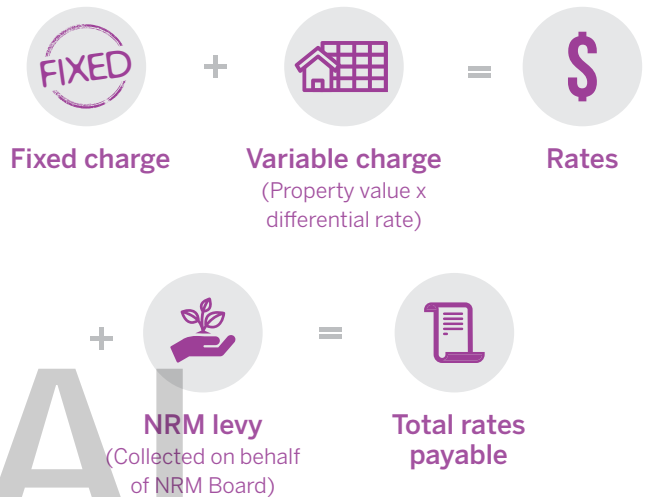 FIXED
+
=
$
Fixed charge
Variable charge
Rates
(Property value x
differential rate)
+
=
NRM levy
(Collected on behalf
of NRM Board)
Total rates
payable
AI